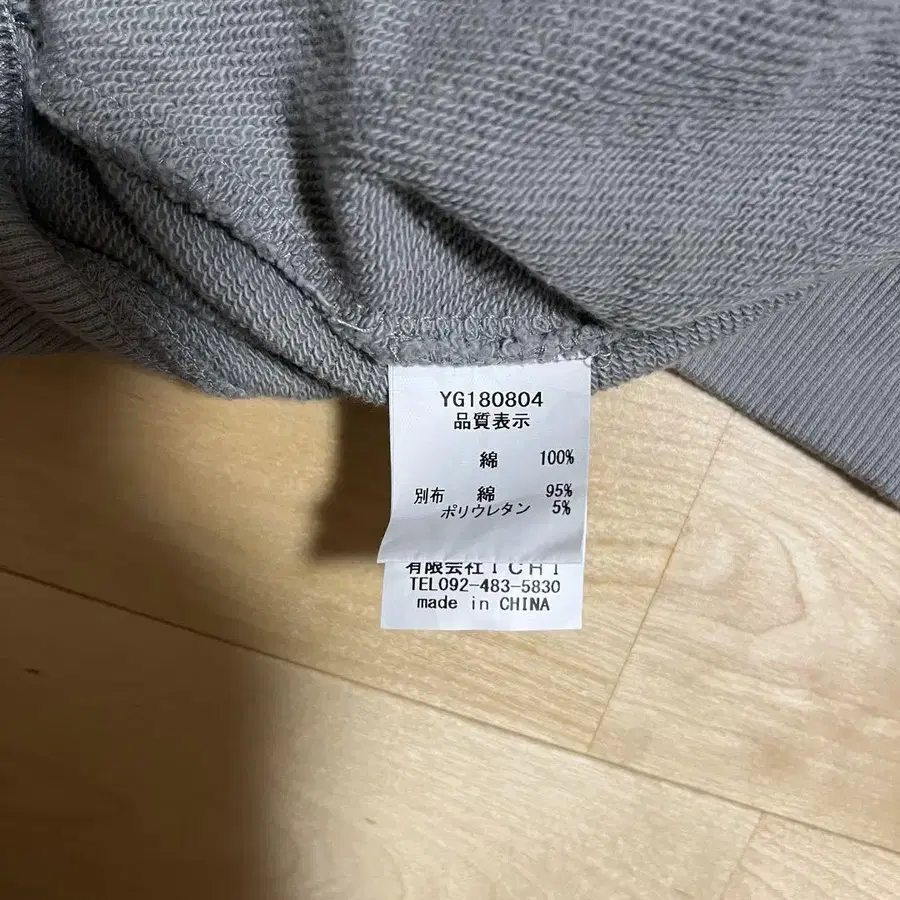 YG180804
品質表示
綿 100%
別布 綿 95%
ポリウレタン 5%
有限会社ICHI
TEL092-483-5830
made in CHINA